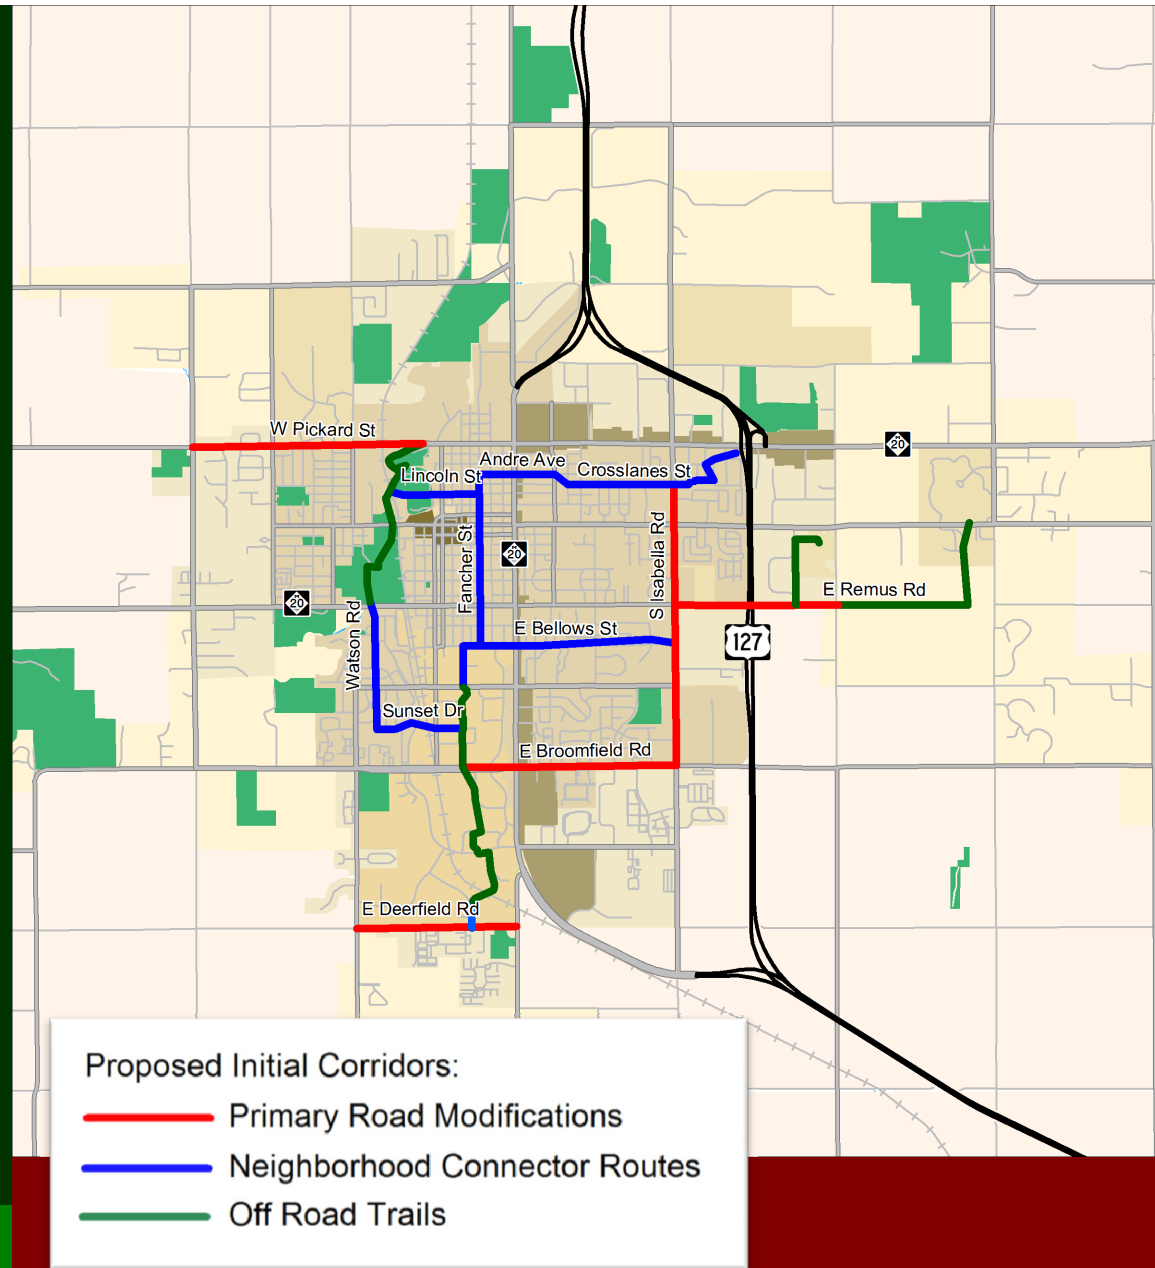 W Pickard St
20
Andre Ave
Lincoln St
Crosslanes St
Fancher St
20
S Isabella Rd
E Remus Rd
20
Watson Rd
E Bellows St
127
Sunset Dr
E Broomfield Rd
E Deerfield Rd
Proposed Initial Corridors:
Primary Road Modifications
Neighborhood Connector Routes
Off Road Trails